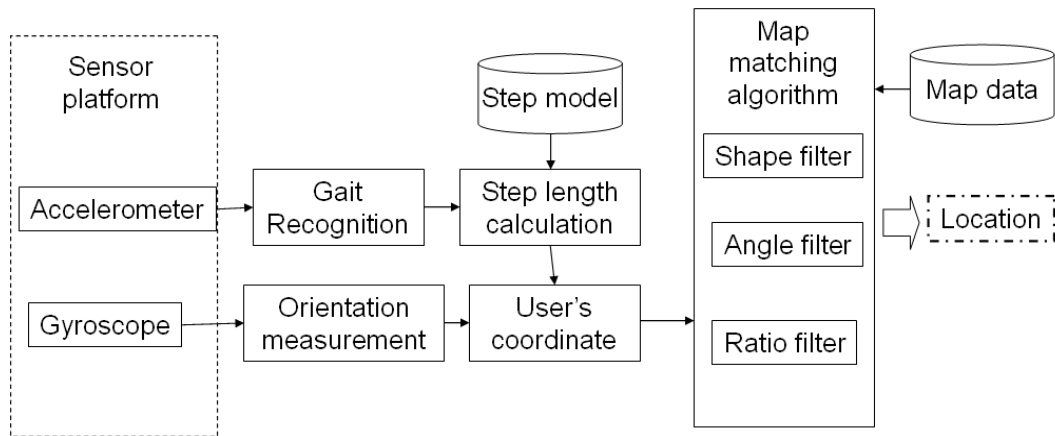 Sensor
platform
Accelerometer
Gyroscope
Gait
Recognition
Orientation
measurement
Step model
Step length
calculation
User's
coordinate
Map
matching
algorithm
Shape filter
Angle filter
Ratio filter
Map data
Location